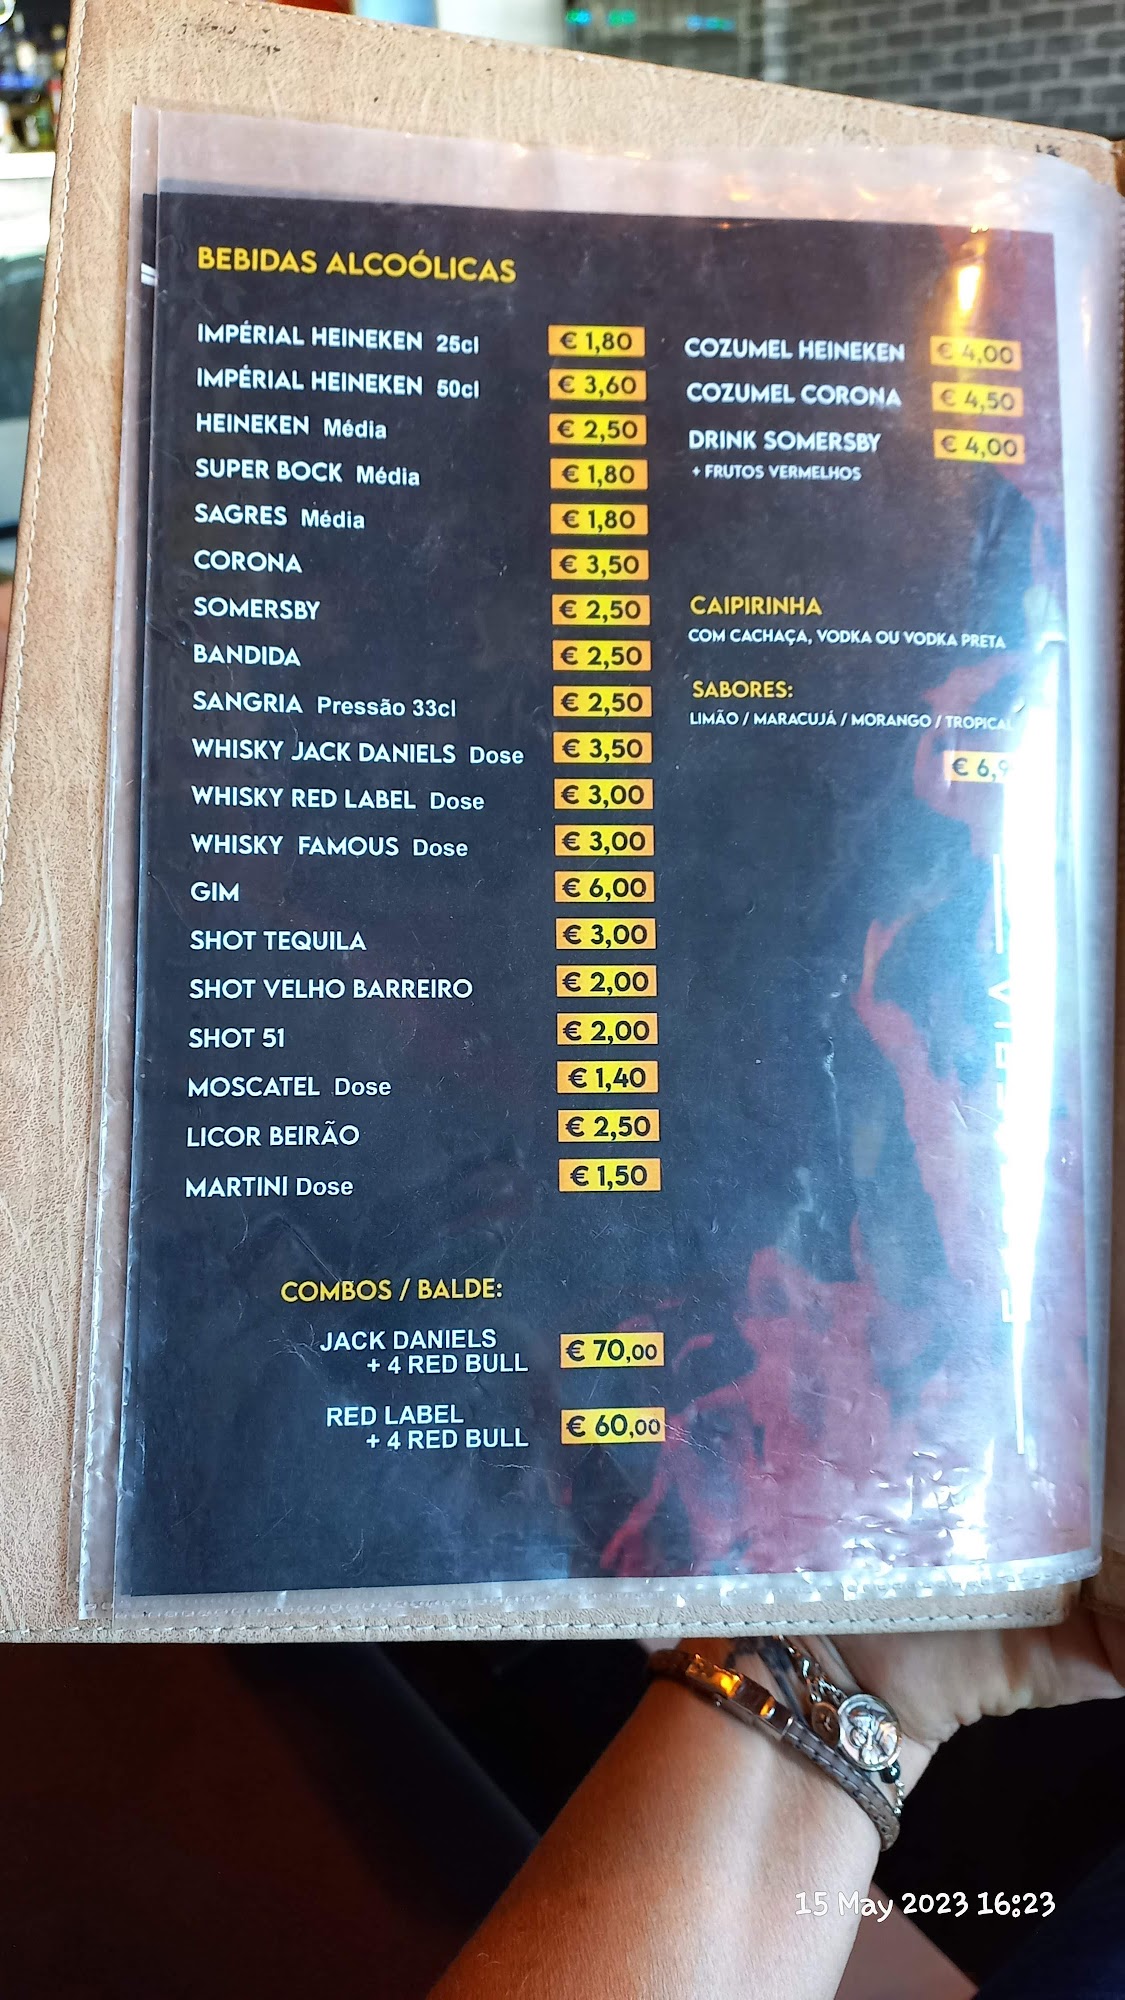 BEBIDAS ALCOÓLICAS
IMPÉRIAL HEINEKEN 25cl € 1,80
IMPÉRIAL HEINEKEN 50cl € 3,60
HEINEKEN Média € 2,50
SUPER BOCK Média € 1,80
SAGRES Média € 1,80
CORONA € 3,50
SOMERSBY € 2,50
BANDIDA € 2,50
SANGRIA Pressão 33cl € 2,50
WHISKY JACK DANIELS Dose € 3,50
WHISKY RED LABEL Dose € 3,00
WHISKY FAMOUS Dose € 3,00
GIM € 6,00
SHOT TEQUILA € 3,00
SHOT VELHO BARREIRO € 2,00
SHOT 51 € 2,00
MOSCATEL Dose € 1,40
LICOR BEIRÃO € 2,50
MARTINI Dose € 1,50
COMBOS / BALDE:
JACK DANIELS
+ 4 RED BULL € 70,00
RED LABEL
+ 4 RED BULL € 60,00
COZUMEL HEINEKEN € 4,00
COZUMEL CORONA € 4,50
DRINK SOMERSBY € 4,00
+ FRUTOS VERMELHOS
CAIPIRINHA
COM CACHAÇA, VODKA OU VODKA PRETA
SABORES:
LIMÃO / MARACUJÁ / MORANGO / TROPICAL
15 May 2023 16:23